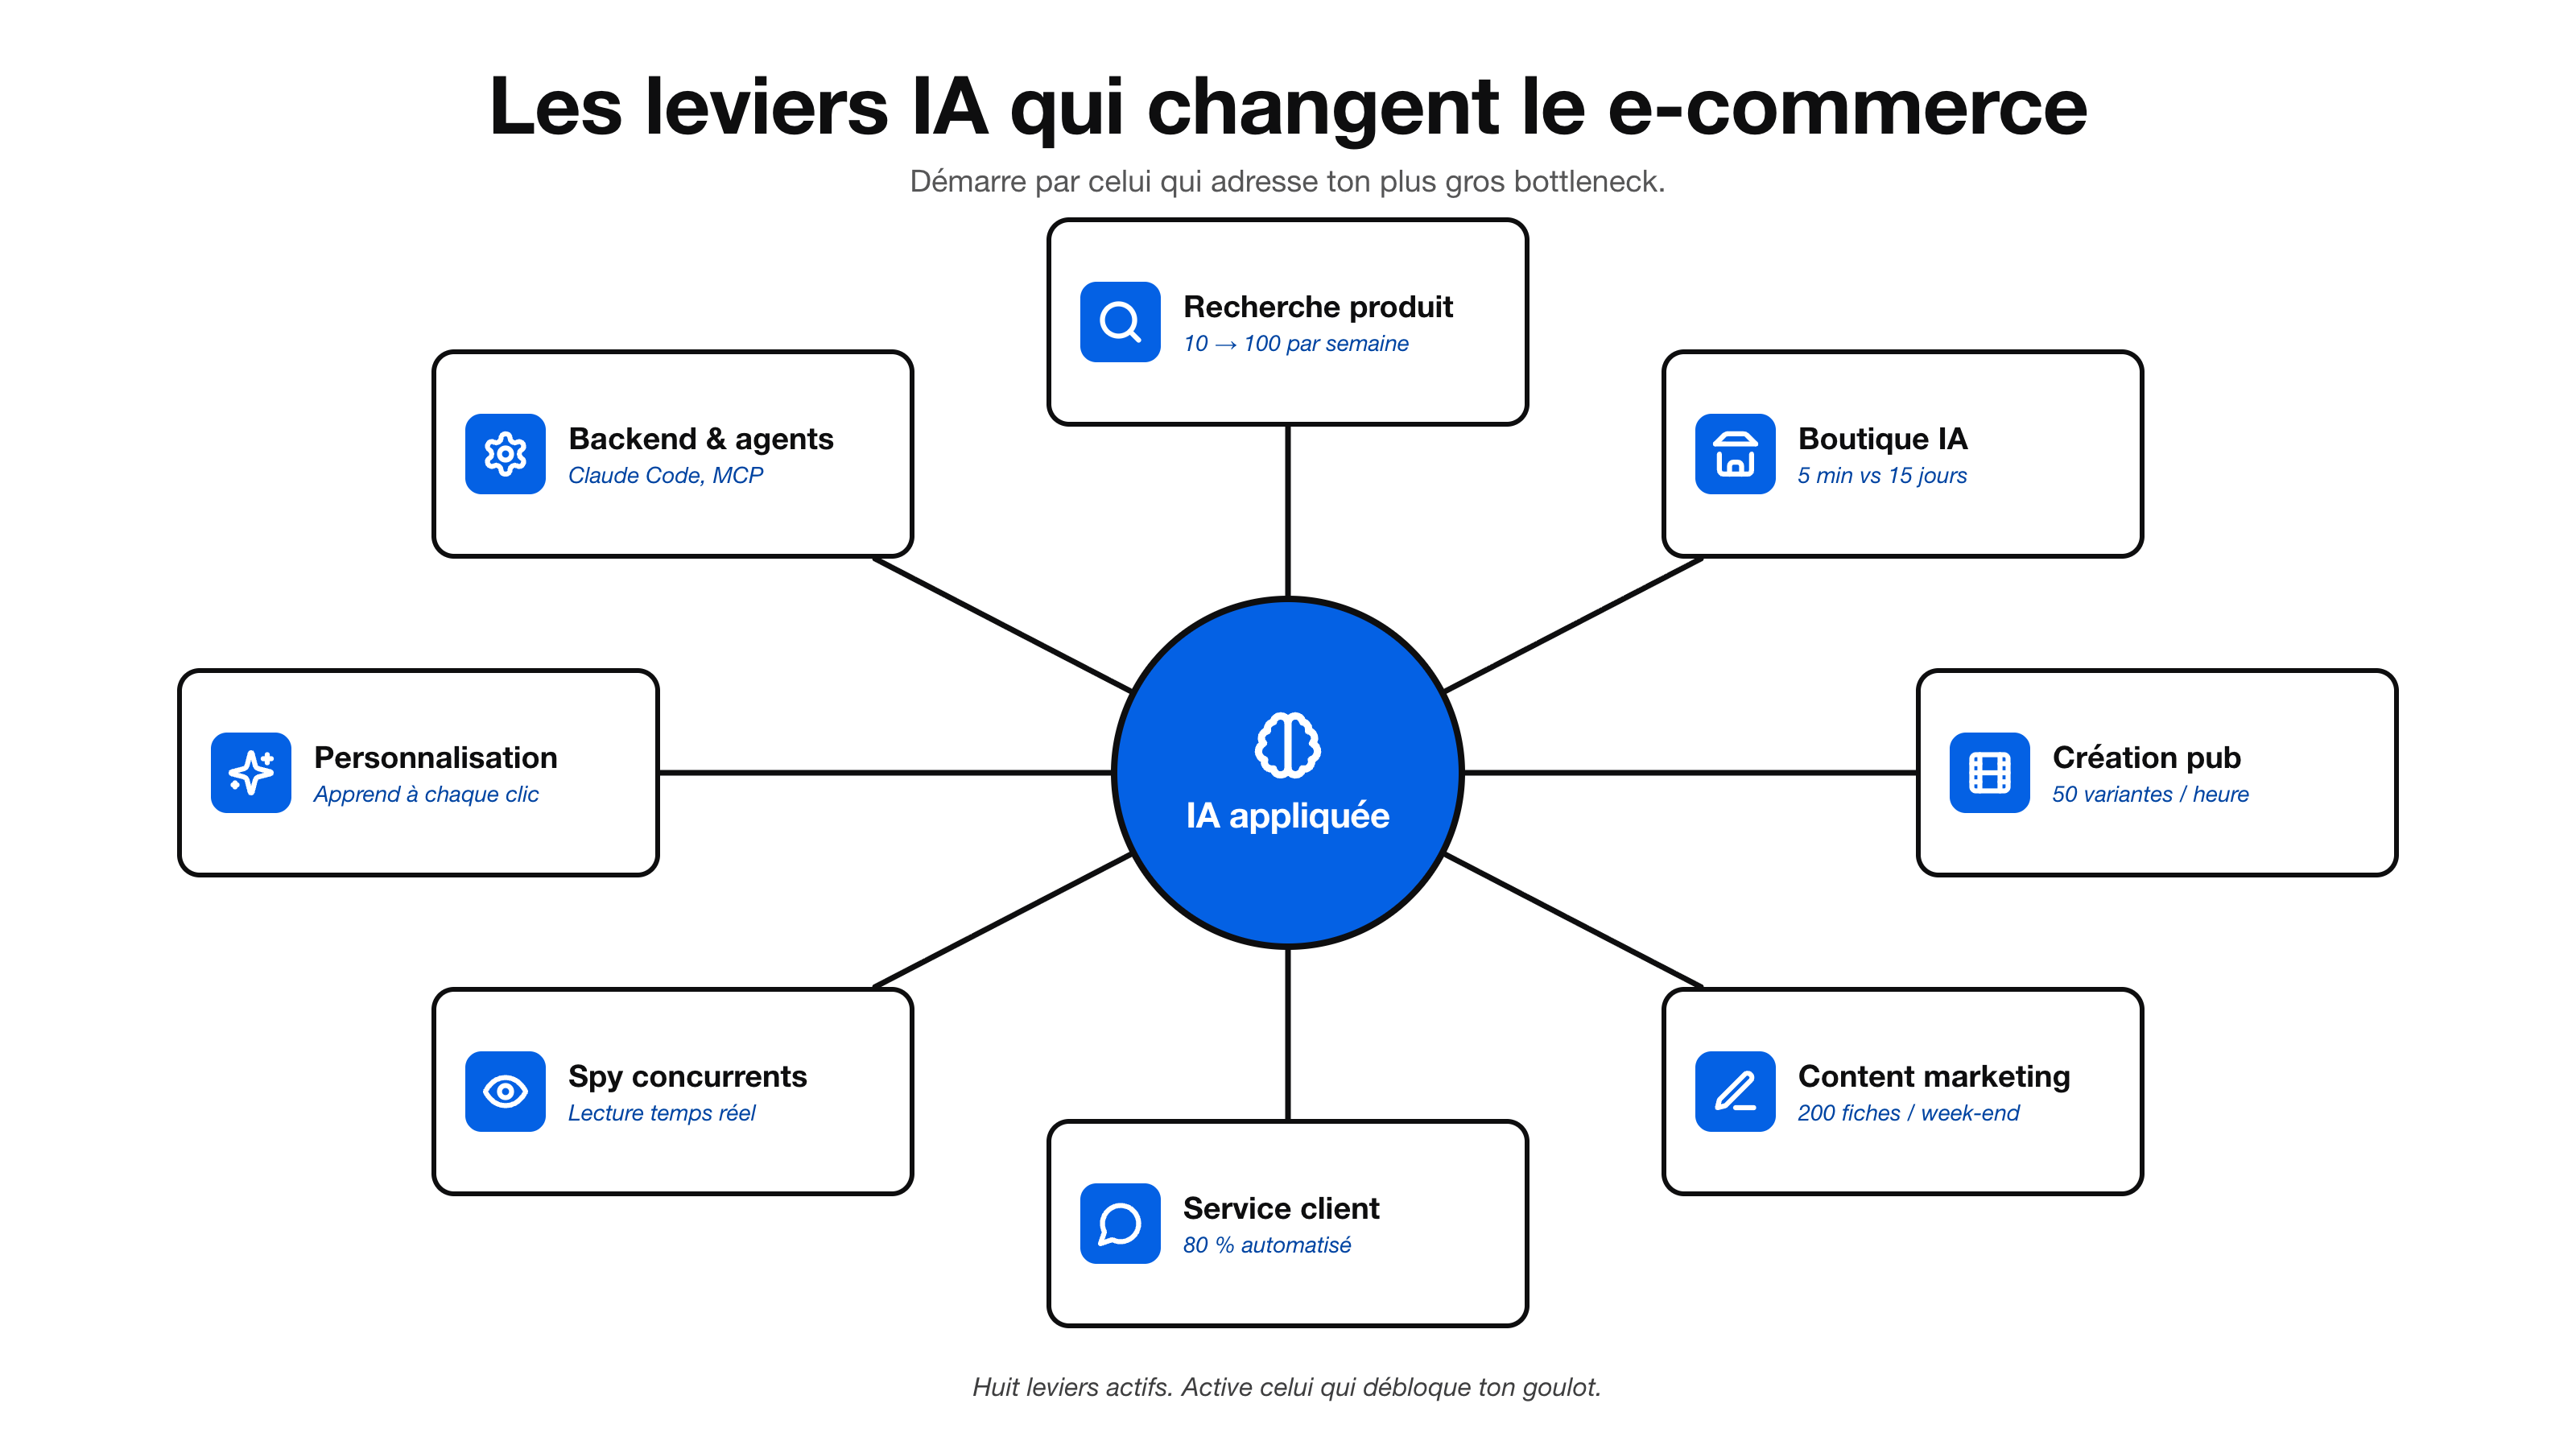 Les leviers IA qui changent le e-commerce
Démarre par celui qui adresse ton plus gros bottleneck.
Recherche produit
10 → 100 par semaine
Backend & agents
Claude Code, MCP
Boutique IA
5 min vs 15 jours
Personnalisation
Apprend à chaque clic
IA appliquée
Création pub
50 variantes / heure
Spy concurrents
Lecture temps réel
Content marketing
200 fiches / week-end
Service client
80 % automatisé
Huit leviers actifs. Active celui qui débloque ton goulot.